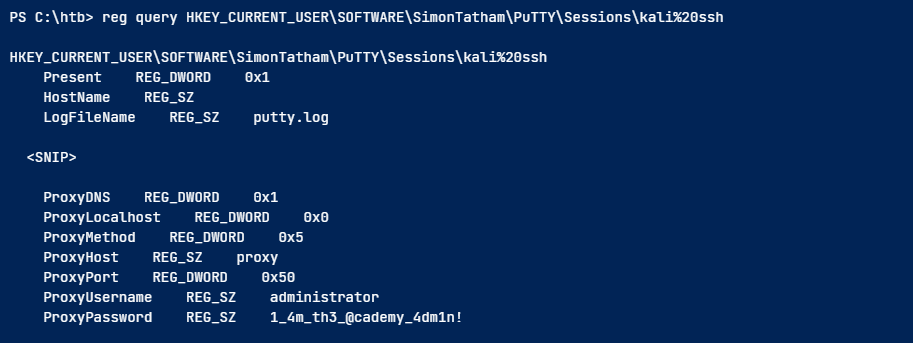 PS C:\htb> reg query HKEY_CURRENT_USER\SOFTWARE\SimonTatham\PuTTY\Sessions\kali%20ssh
HKEY_CURRENT_USER\SOFTWARE\SimonTatham\PuTTY\Sessions\kali%20ssh
Present    REG_DWORD    0x1
HostName    REG_SZ
LogFileName    REG_SZ    putty.log
<SNIP>
ProxyDNS    REG_DWORD    0x1
ProxyLocalhost    REG_DWORD    0x0
ProxyMethod    REG_DWORD    0x5
ProxyHost    REG_SZ    proxy
ProxyPort    REG_DWORD    0x50
ProxyUsername    REG_SZ    administrator
ProxyPassword    REG_SZ    1_4m_th3_@cademy_4dm1n!